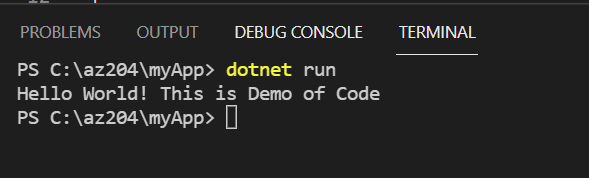 PROBLEMS OUTPUT DEBUG CONSOLE TERMINAL
PS C:\az204\myApp> dotnet run
Hello World! This is Demo of Code
PS C:\az204\myApp>